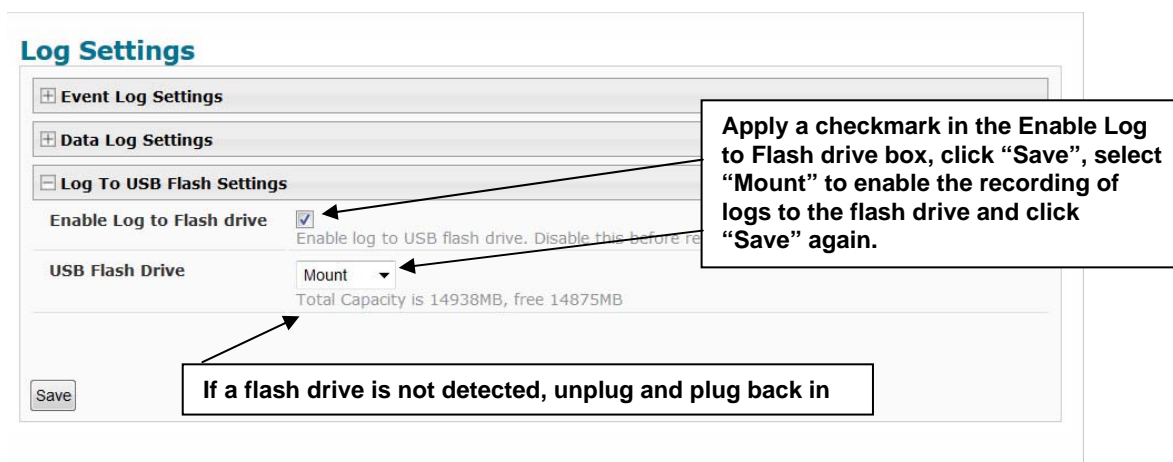 Log Settings
Event Log Settings
Data Log Settings
Log To USB Flash Settings
Enable Log to Flash drive
Enable log to USB flash drive. Disable this before
USB Flash Drive
Mount
Total Capacity is 14938MB, free 14875MB
Save
Apply a checkmark in the Enable Log
to Flash drive box, click “Save”, select
“Mount” to enable the recording of
logs to the flash drive and click
“Save” again.
If a flash drive is not detected, unplug and plug back in